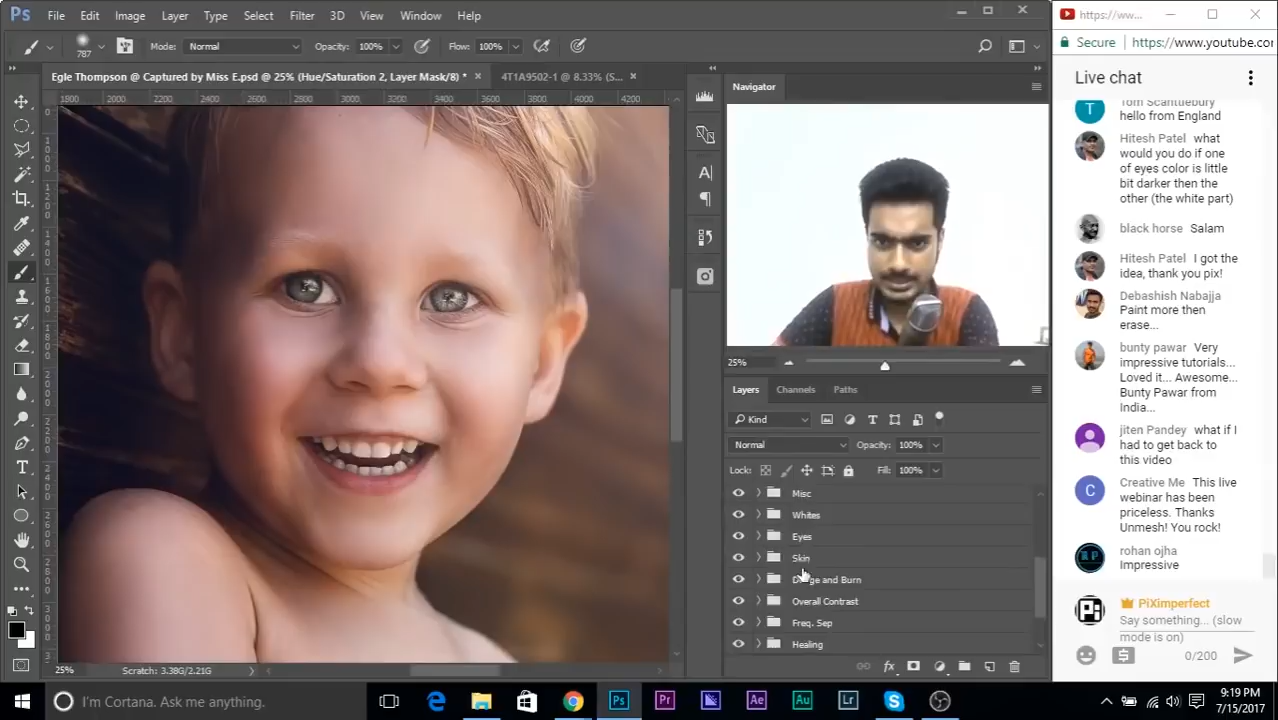 Ps File Edit Image Layer Type Select Filter 3D View Window Help
787 Mode: Normal Opacity: 100% Flow: 100%
Egle Thompson @ Captured by Miss E.psd @ 25% (Hue/Saturation 2, Layer Mask/8) * × 4T1A9502-1 @ 8.33% (S... ×
1800 2000 2200 2400 2600 2800 3000 3200 3400 3600 3800 4000 4200
25% Scratch: 3.38G/2.21G
Navigator
25%
Layers Channels Paths
Kind
Normal Opacity: 100%
Lock: Fill: 100%
Misc
Whites
Eyes
Skin
Dodge and Burn
Overall Contrast
Freq. Sep
Healing
https://ww...
Secure https://www.youtube.cor
Live chat
Tom Scantlebury
hello from England
Hitesh Patel what
would you do if one
of eyes color is little
bit darker then the
other (the white part)
black horse Salam
Hitesh Patel I got the
idea, thank you pix!
Debashish Nabajja
Paint more then
erase...
bunty pawar Very
impressive tutorials...
Loved it... Awesome...
Bunty Pawar from
India...
jiten Pandey what if I
had to get back to
this video
Creative Me This live
webinar has been
priceless. Thanks
Unmesh! You rock!
rohan ojha
Impressive
PiXimperfect
Say something... (slow
mode is on)
0/200
I'm Cortana. Ask me anything.
Ps Pr Ae Au Lr
9:19 PM
7/15/2017